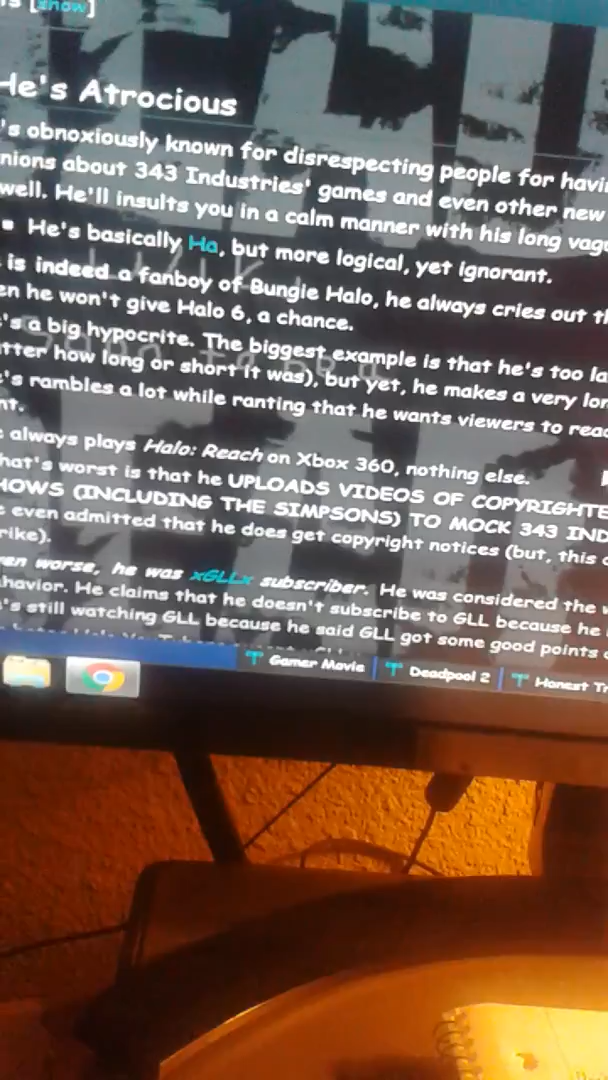 [show]
He's Atrocious
's obnoxiously known for disrespecting people for havin
nions about 343 Industries' games and even other new
well. He'll insults you in a calm manner with his long vagu
He's basically Ha, but more logical, yet ignorant.
is indeed a fanboy of Bungie Halo, he always cries out th
en he won't give Halo 6, a chance.
's a big hypocrite. The biggest example is that he's too la
atter how long or short it was), but yet, he makes a very lon
's rambles a lot while ranting that he wants viewers to read
nt.
always plays Halo: Reach on Xbox 360, nothing else.
hat's worst is that he UPLOADS VIDEOS OF COPYRIGHTE
HOWS (INCLUDING THE SIMPSONS) TO MOCK 343 IND
even admitted that he does get copyright notices (but, this
rike).
en worse, he was xGLLx subscriber. He was considered the
havior. He claims that he doesn't subscribe to GLL because he
's still watching GLL because he said GLL got some good points
Gamer Movie
Deadpool 2
Honest Tr